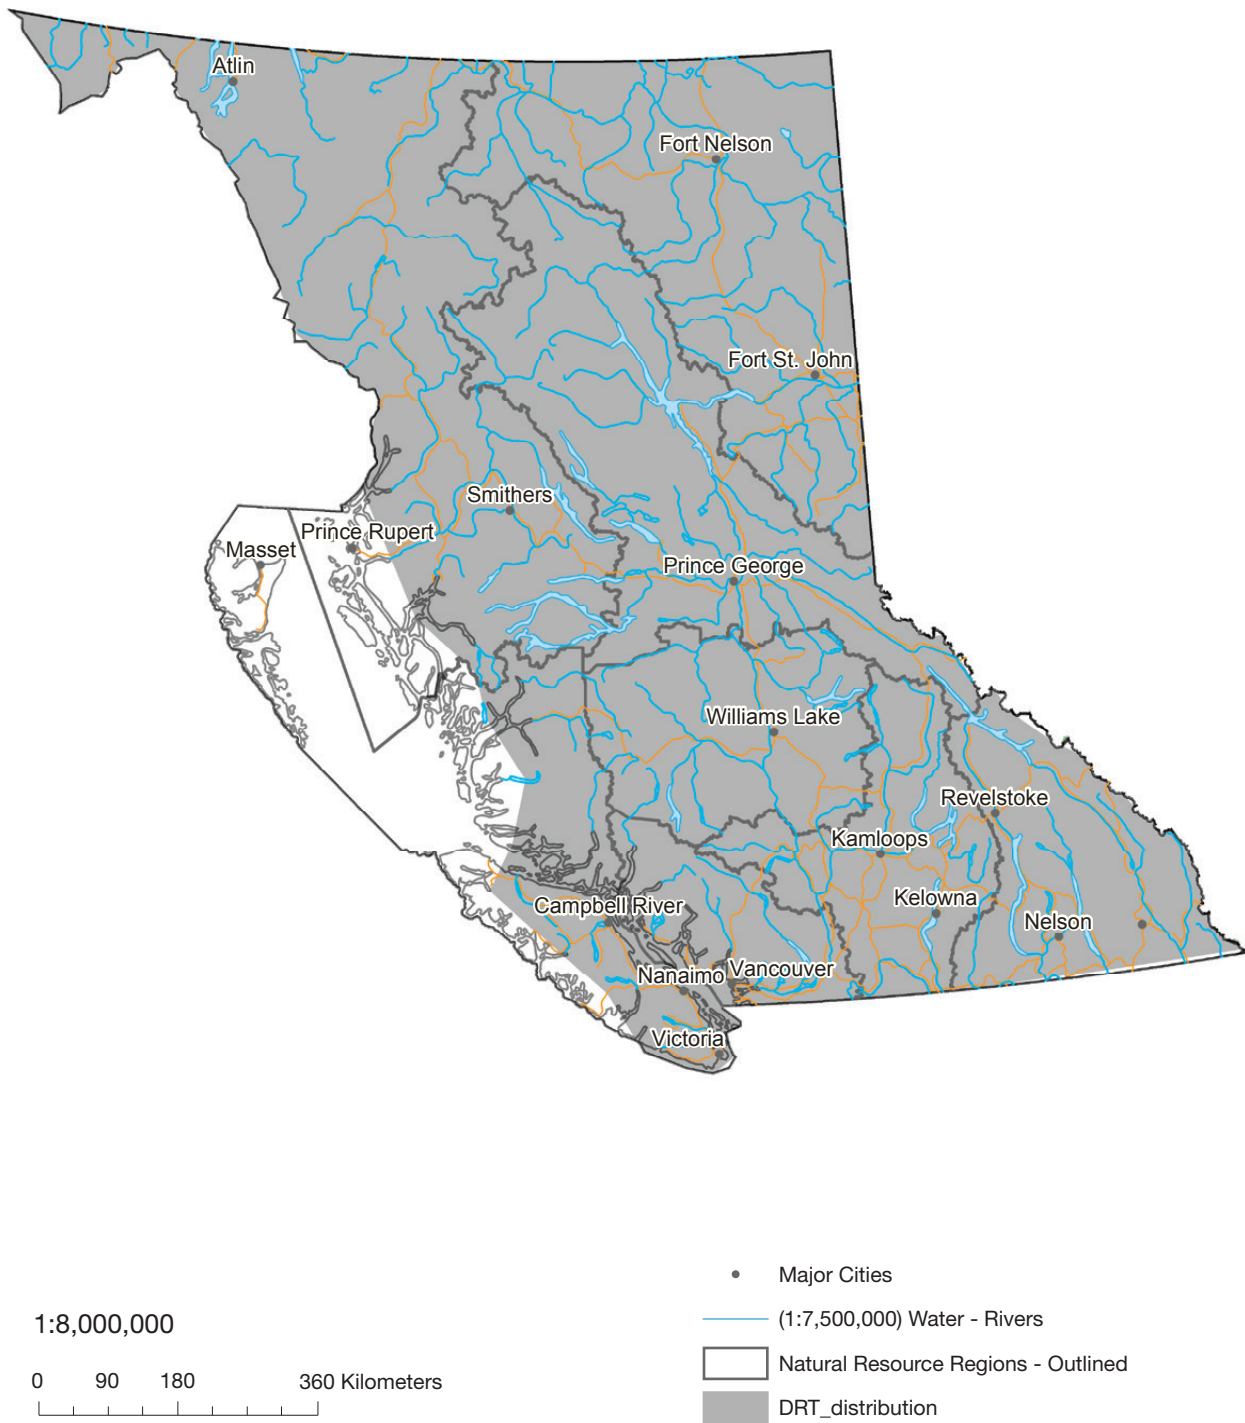 Atlin
Fort Nelson
Fort St. John
Smithers
Prince Rupert
Masset
Prince George
Williams Lake
Revelstoke
Kamloops
Kelowna
Campbell River
Nelson
Nanaimo
Vancouver
Victoria
Major Cities
1:8,000,000
(1:7,500,000) Water - Rivers
Natural Resource Regions - Outlined
0 90 180 360 Kilometers
DRT_distribution